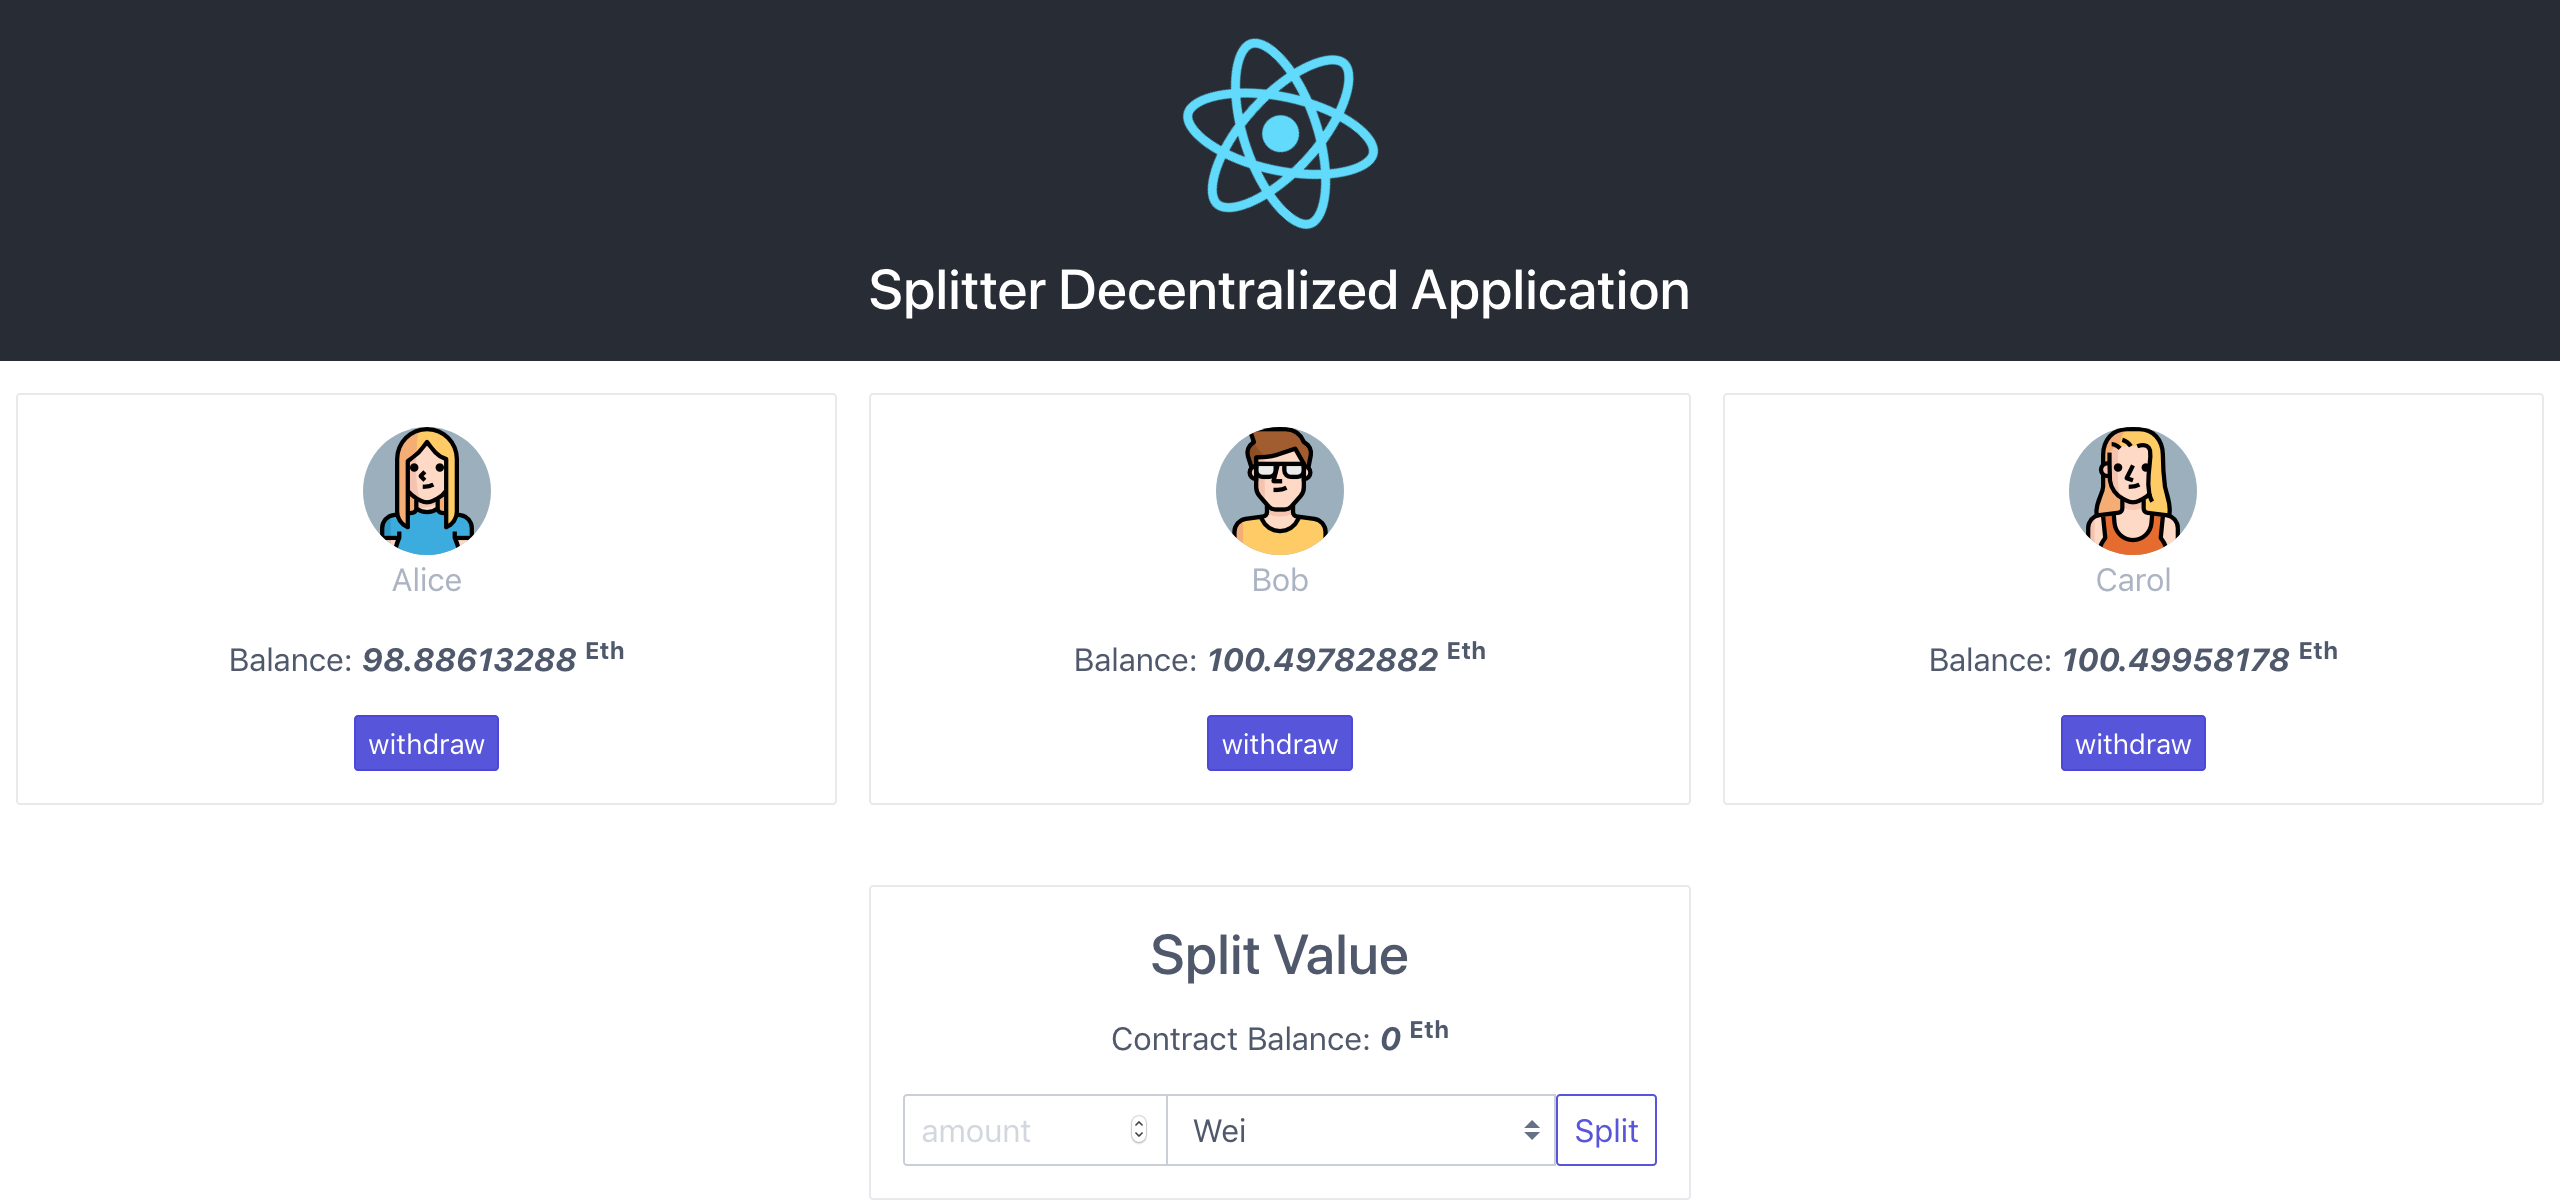 Splitter Decentralized Application
Alice
Balance: 98.88613288 Eth
withdraw
Bob
Balance: 100.49782882 Eth
withdraw
Carol
Balance: 100.49958178 Eth
withdraw
Split Value
Contract Balance: 0 Eth
amount Wei Split